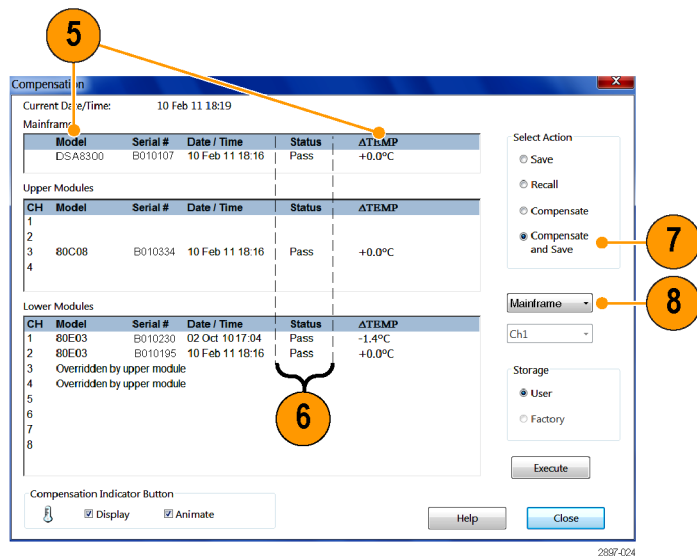 5
Compensation
Current Date/Time: 10 Feb 11 18:19
Mainframe
Model Serial # Date / Time Status ΔTEMP
DSA8300 B010107 10 Feb 11 18:16 Pass +0.0°C
Upper Modules
CH Model Serial # Date / Time Status ΔTEMP
1
2
3 80C08 B010334 10 Feb 11 18:16 Pass +0.0°C
4
Lower Modules
CH Model Serial # Date / Time Status ΔTEMP
1 80E03 B010230 02 Oct 10 17:04 Pass -1.4°C
2 80E03 B010195 10 Feb 11 18:16 Pass +0.0°C
3 Overridden by upper module
4 Overridden by upper module
5
6
7
8
6
Select Action
Save
Recall
Compensate
Compensate
and Save
7
Mainframe
8
Ch1
Storage
User
Factory
Execute
Compensation Indicator Button
Display Animate
Help Close
2897-024